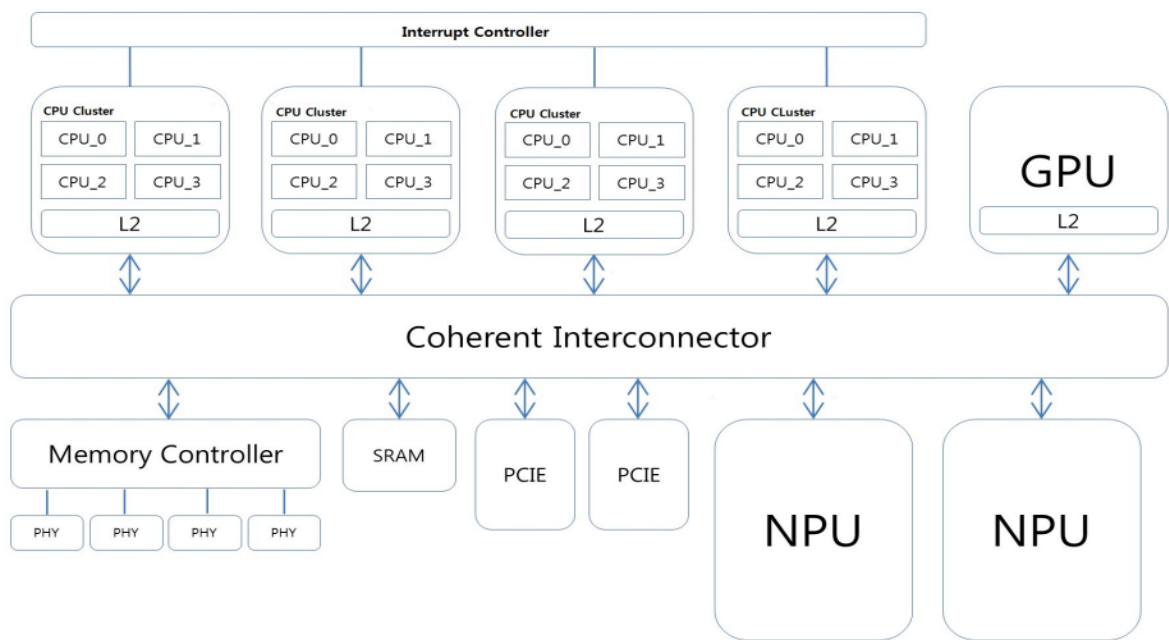 Interrupt Controller
CPU Cluster
CPU_0
CPU_1
CPU_2
CPU_3
L2
CPU Cluster
CPU_0
CPU_1
CPU_2
CPU_3
L2
CPU Cluster
CPU_0
CPU_1
CPU_2
CPU_3
L2
CPU CLuster
CPU_0
CPU_1
CPU_2
CPU_3
L2
GPU
L2
Coherent Interconnector
Memory Controller
PHY
PHY
PHY
PHY
SRAM
PCIE
PCIE
NPU
NPU